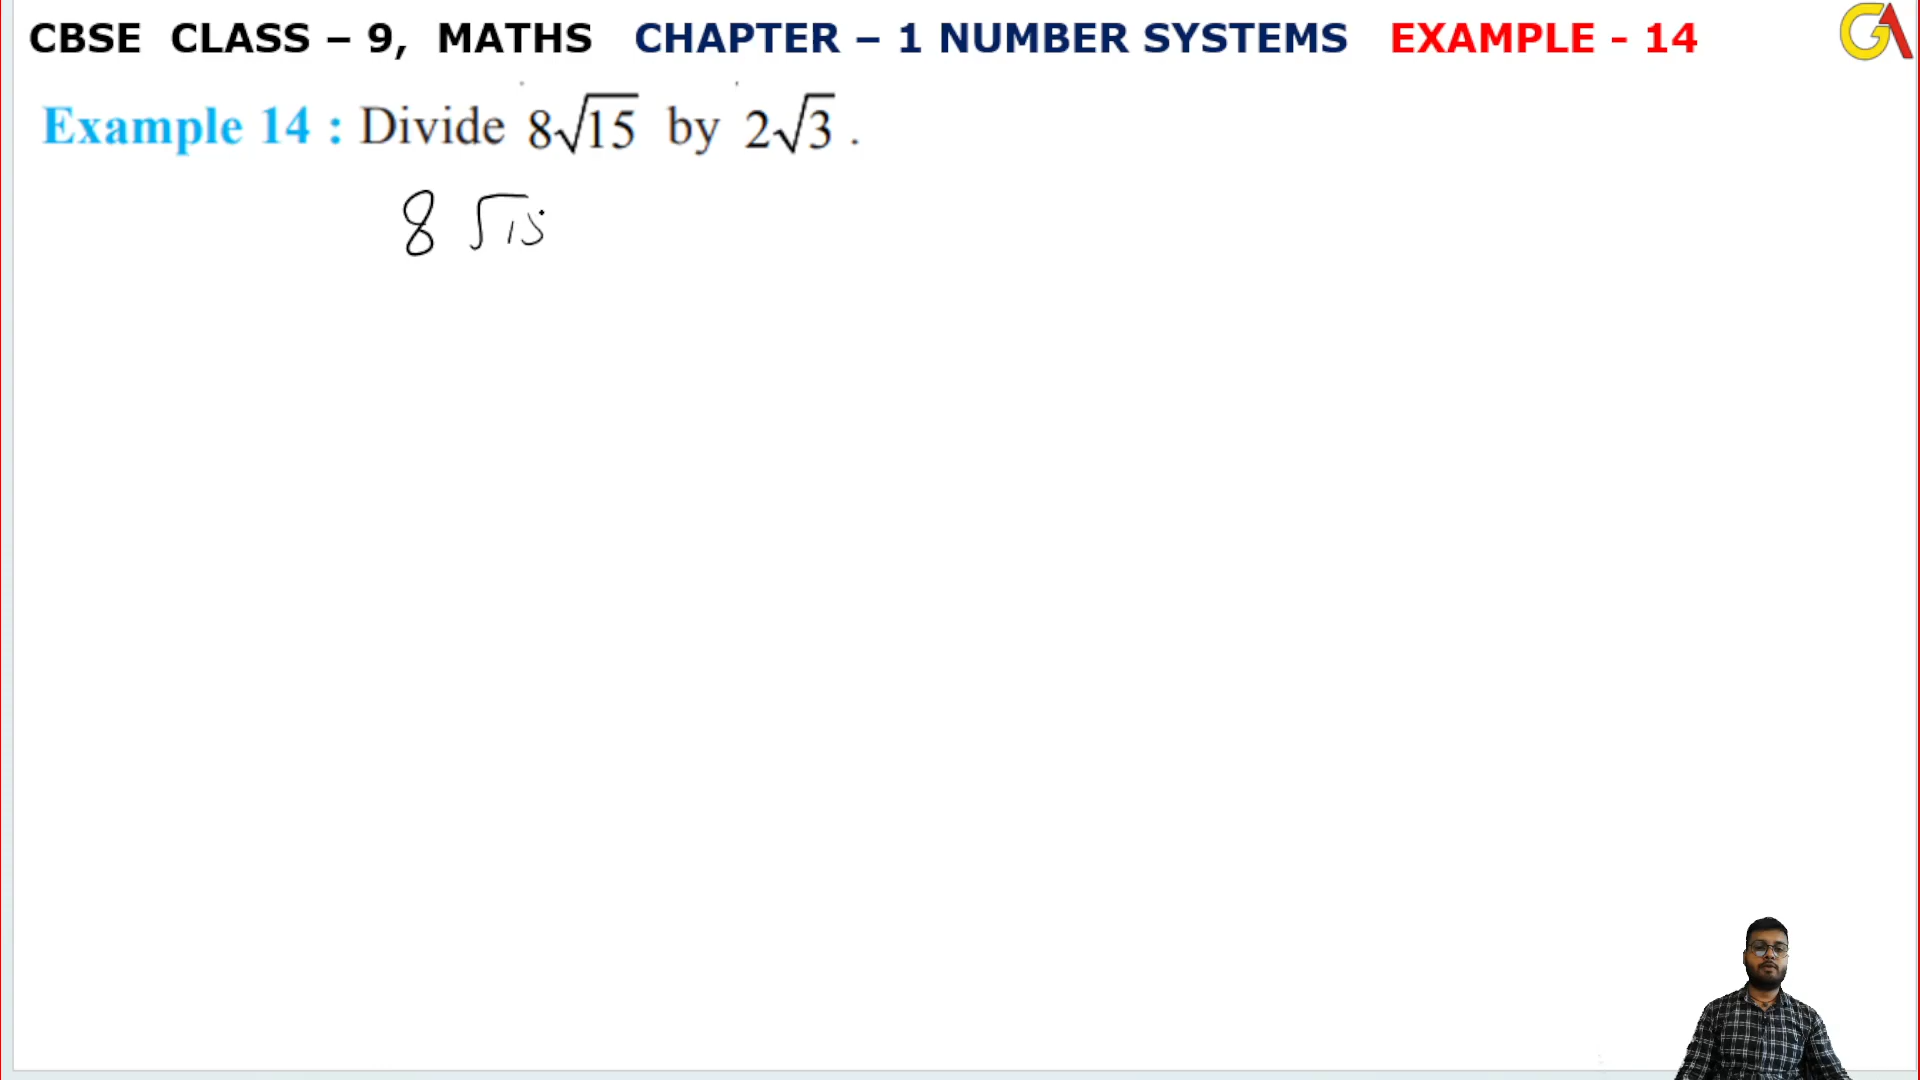 CBSE CLASS – 9, MATHS CHAPTER – 1 NUMBER SYSTEMS EXAMPLE - 14
GA
Example 14 : Divide 8√15 by 2√3 .
8 √15